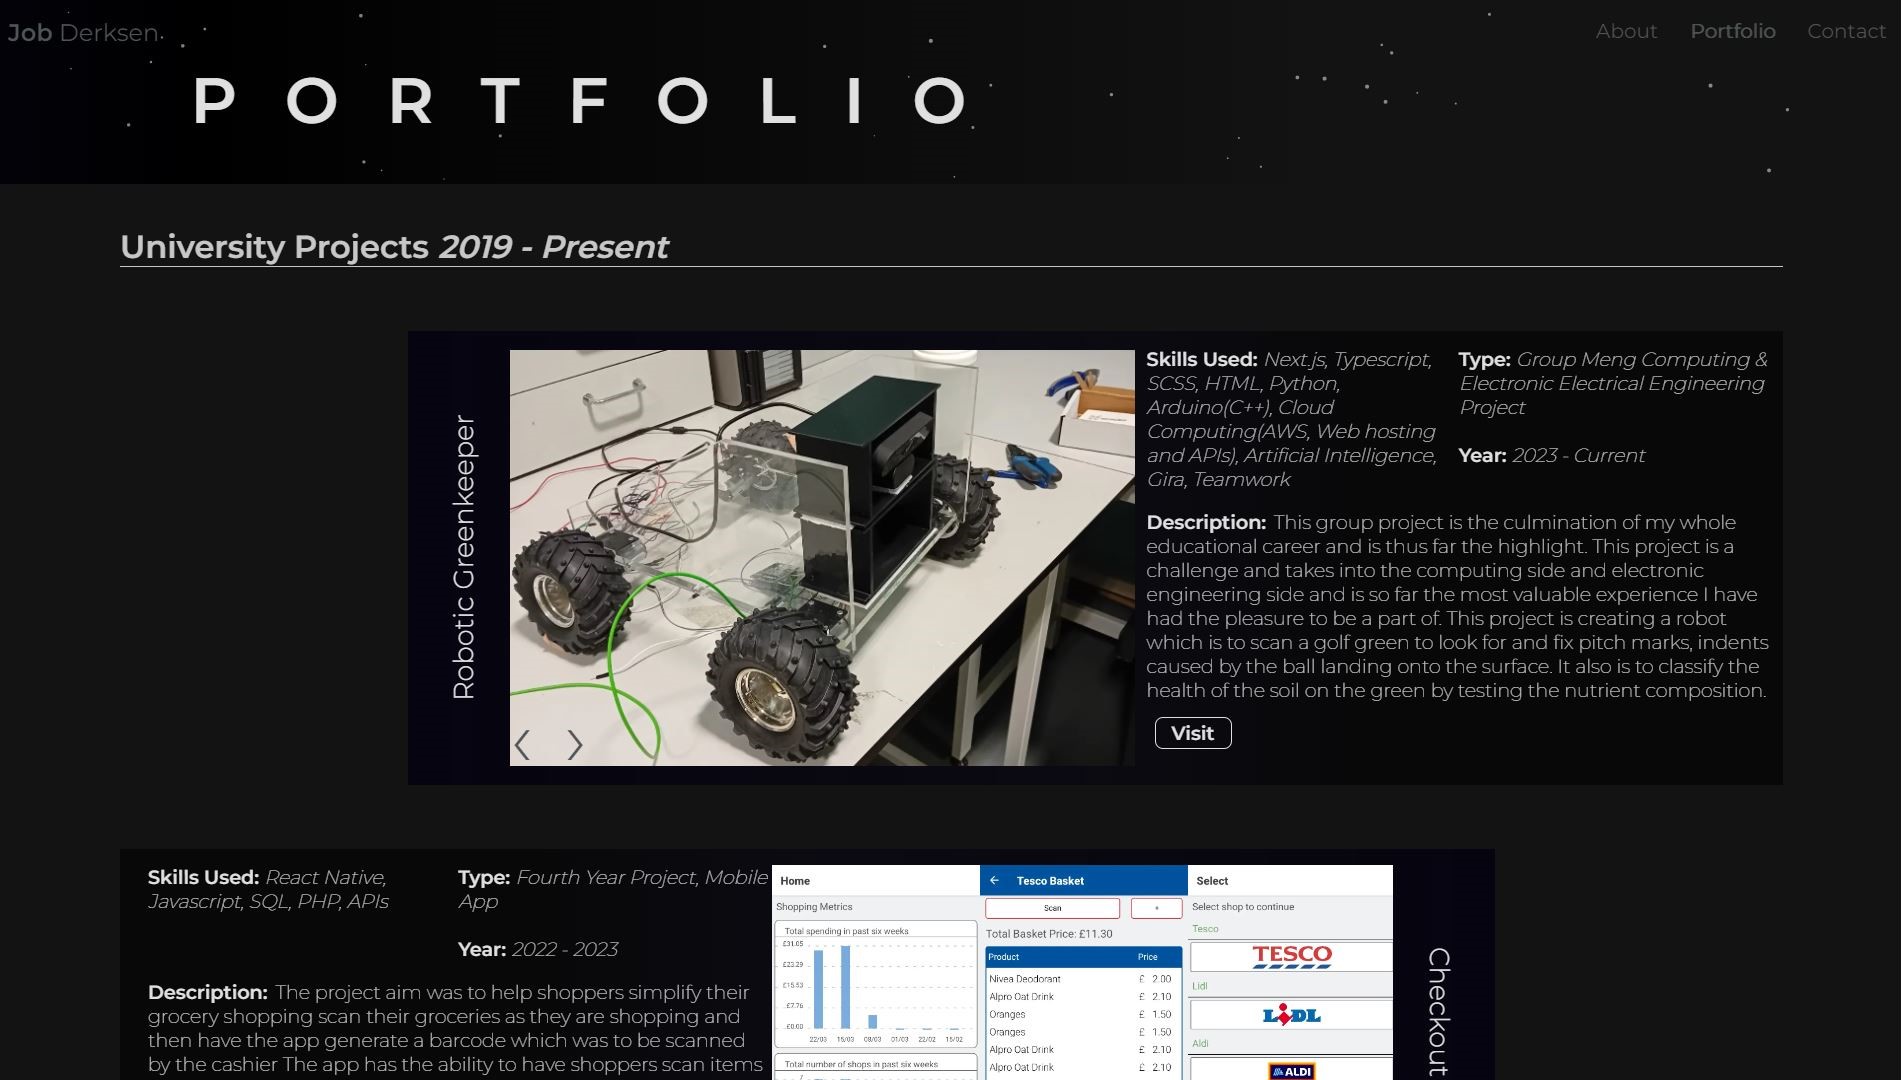 Job Derksen
About Portfolio Contact
PORTFOLIO
University Projects 2019 - Present
Robotic Greenkeeper
Skills Used: Next.js, Typescript,
SCSS, HTML, Python,
Arduino(C++), Cloud
Computing(AWS, Web hosting
and APIs), Artificial Intelligence,
Gira, Teamwork
Type: Group Meng Computing &
Electronic Electrical Engineering
Project
Year: 2023 - Current
Description: This group project is the culmination of my whole
educational career and is thus far the highlight. This project is a
challenge and takes into the computing side and electronic
engineering side and is so far the most valuable experience I have
had the pleasure to be a part of. This project is creating a robot
which is to scan a golf green to look for and fix pitch marks, indents
caused by the ball landing onto the surface. It also is to classify the
health of the soil on the green by testing the nutrient composition.
Visit
Skills Used: React Native,
Javascript, SQL, PHP, APIs
Type: Fourth Year Project, Mobile
App
Year: 2022 - 2023
Description: The project aim was to help shoppers simplify their
grocery shopping scan their groceries as they are shopping and
then have the app generate a barcode which was to be scanned
by the cashier The app has the ability to have shoppers scan items
Home
Shopping Metrics
Total spending in past six weeks
£31.05
£23.29
£15.53
£7.76
£0.00
22/03 15/03 08/03 01/03 22/02 15/02
Total number of shops in past six weeks
7
Tesco Basket
Scan
+
Total Basket Price: £11.30
Product Price
Nivea Deodorant £ 2.00
Alpro Oat Drink £ 2.10
Oranges £ 1.50
Oranges £ 1.50
Alpro Oat Drink £ 2.10
Alpro Oat Drink £ 2.10
Select
Select shop to continue
Tesco
TESCO
Lidl
LIDL
Aldi
ALDI
Checkout